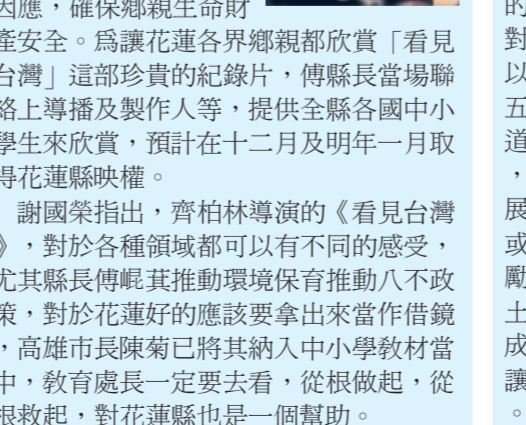 因應，確保鄉親生命財
產安全。爲讓花蓮各界鄉親都欣賞「看見
台灣」這部珍貴的紀錄片，傅縣長當場聯
絡上導播及製作人等，提供全縣各國中小
學生來欣賞，預計在十二月及明年一月取
得花蓮縣映權。
謝國榮指出，齊柏林導演的《看見台灣
》，對於各種領域都可以有不同的感受，
尤其縣長傅崐萁推動環境保育推動八不政
策，對於花蓮好的應該要拿出來當作借鏡
，高雄市長陳菊已將其納入中小學教材當
中，教育處長一定要去看，從根做起，從
根救起，對花蓮縣也是一個幫助。
的
對
以
五
道
，
展
或
勵
土
成
讓
。